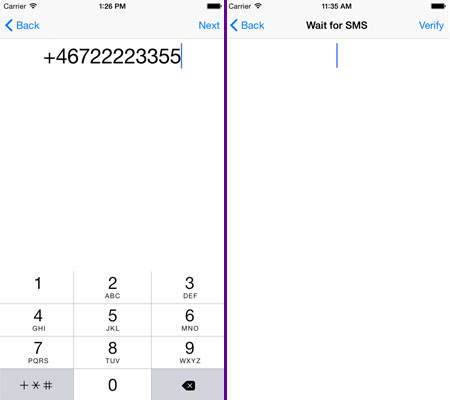 Carrier 1:26 PM
Back Next
+46722223355
1 2 3
ABC DEF
4 5 6
GHI JKL MNO
7 8 9
PQRS TUV WXYZ
+*# 0
Carrier 11:35 AM
Back Wait for SMS Verify